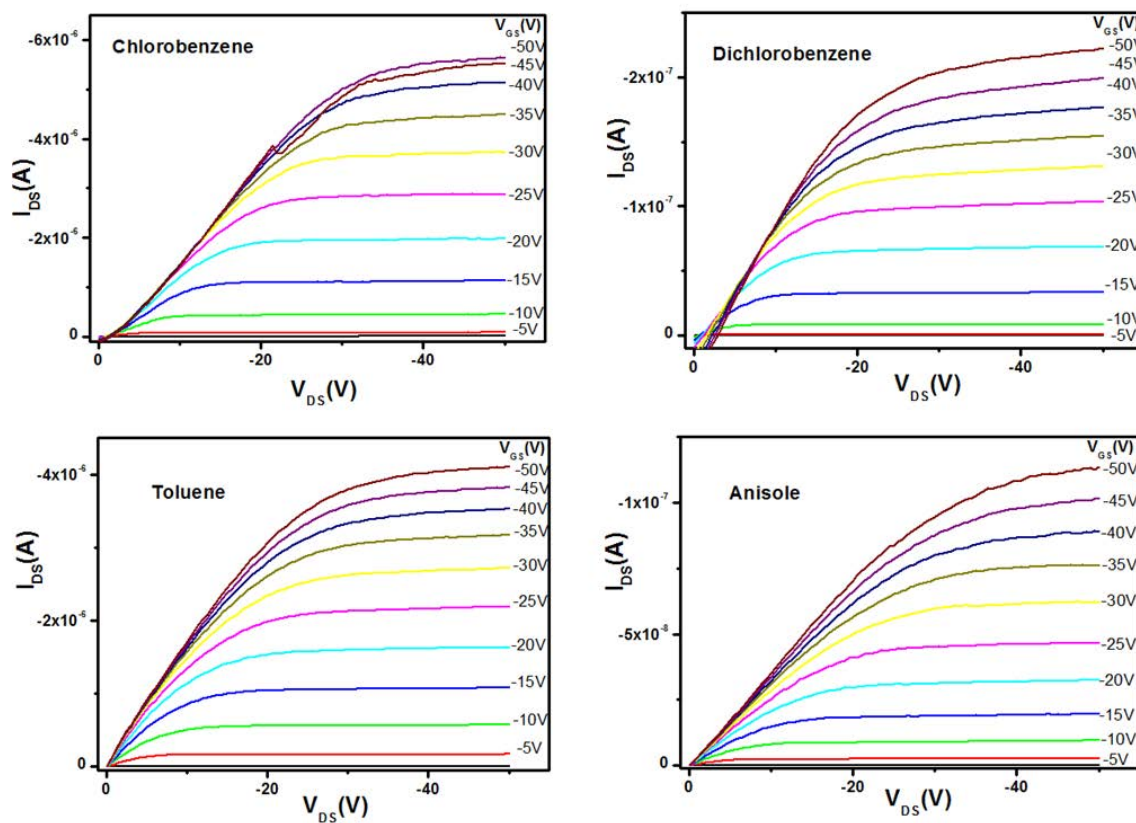 Chlorobenzene
V_GS(V)
-50V
-45V
-40V
-35V
-30V
-25V
-20V
-15V
-10V
-5V
-6x10⁻⁶
-4x10⁻⁶
-2x10⁻⁶
0
I_DS(A)
0
-20
-40
V_DS(V)
Dichlorobenzene
V_GS(V)
-50V
-45V
-40V
-35V
-30V
-25V
-20V
-15V
-10V
-5V
-2x10⁻⁷
-1x10⁻⁷
0
I_DS(A)
0
-20
-40
V_DS(V)
Toluene
V_GS(V)
-50V
-45V
-40V
-35V
-30V
-25V
-20V
-15V
-10V
-5V
-4x10⁻⁶
-2x10⁻⁶
0
I_DS(A)
0
-20
-40
V_DS(V)
Anisole
V_GS(V)
-50V
-45V
-40V
-35V
-30V
-25V
-20V
-15V
-10V
-5V
-1x10⁻⁷
-5x10⁻⁸
0
I_DS(A)
0
-20
-40
V_DS(V)